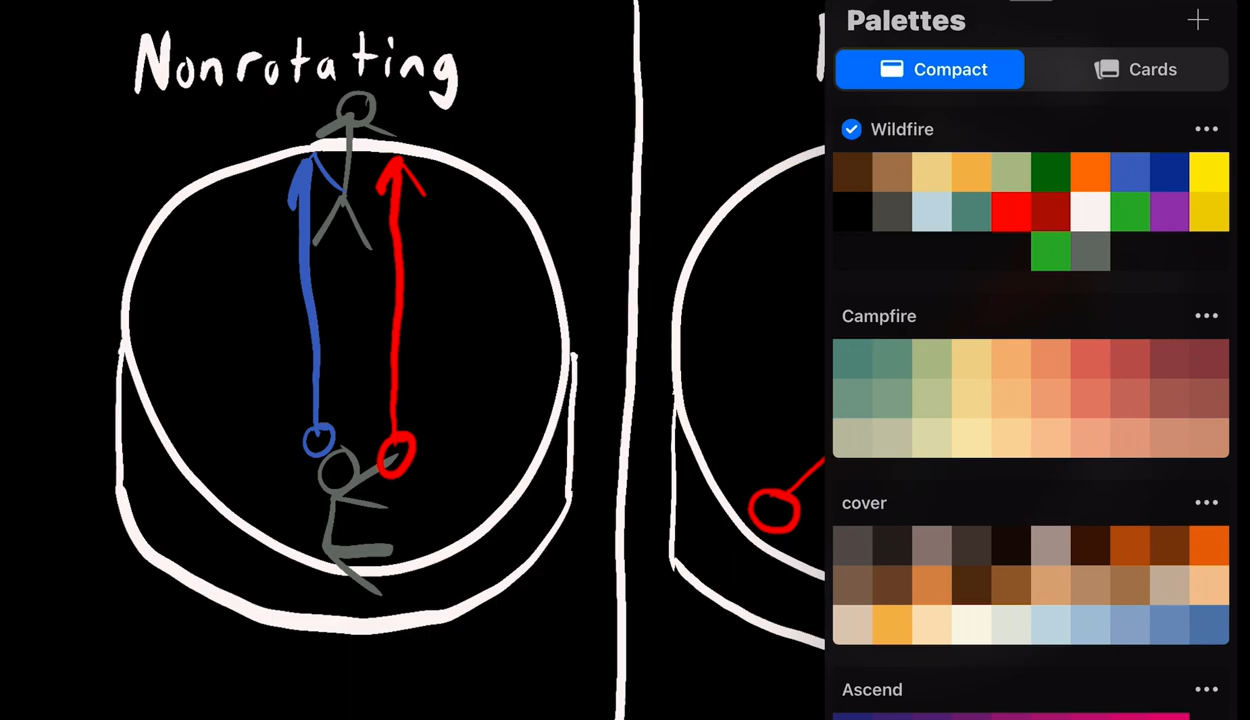 Nonrotating
Palettes
Compact
Cards
Wildfire
Campfire
cover
Ascend